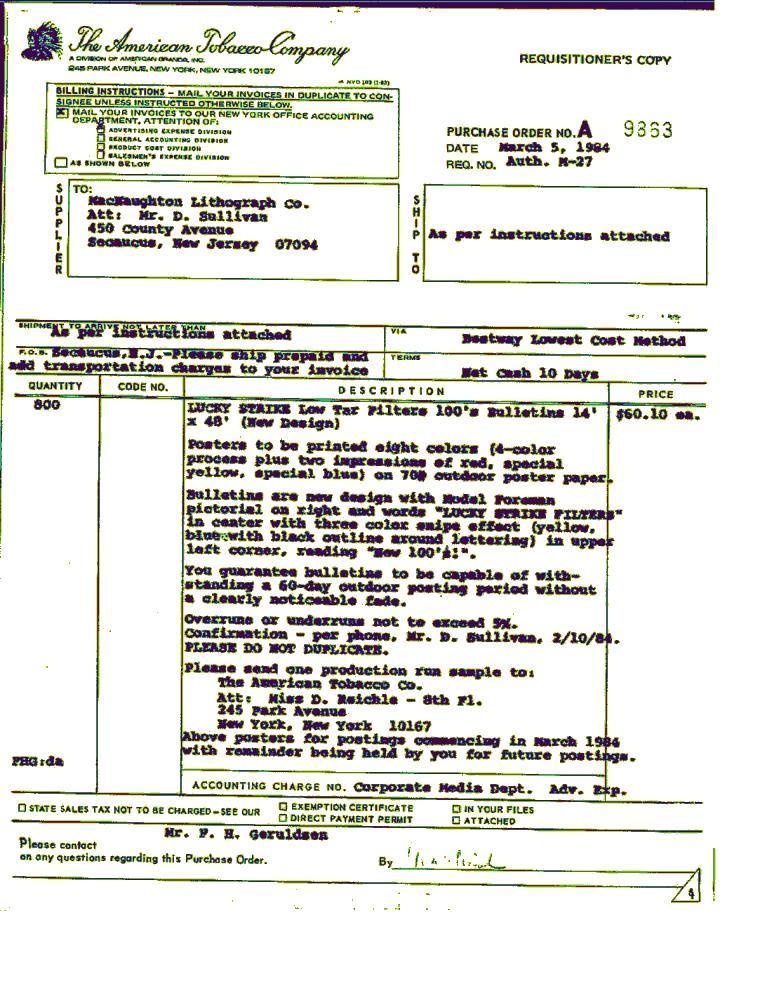 The American Tobacco Company
REQUISITIONER'S COPY
A DIVISION OF AMERICAN BRANDS, INC.
245 PARK AVENUE, NEW YORK, NEW YORK 10167
BILLING INSTRUCTIONS – MAIL YOUR INVOICES IN DUPLICATE TO CON-
SIGNEE UNLESS INSTRUCTED OTHERWISE BELOW.
MAIL YOUR INVOICES TO OUR NEW YORK OFFICE ACCOUNTING
DEPARTMENT, ATTENTION OF:
ADVERTISING EXPENSE DIVISION
GENERAL ACCOUNTING DIVISION
PRODUCT COST DIVISION
SALESMEN'S EXPENSE DIVISION
AS SHOWN BELOW
PURCHASE ORDER NO. A 9363
DATE March 5, 1984
REQ. NO. Auth. M-27
SUPPLIER
TO:
MacNaughton Lithograph Co.
Att: Mr. D. Sullivan
450 County Avenue
Secaucus, New Jersey 07094
SHIP TO
As per instructions attached
SHIPMENT TO ARRIVE NOT LATER THAN
As per instructions attached
VIA
Bestway Lowest Cost Method
F.O.B. Secaucus, N.J.-Please ship prepaid and
add transportation charges to your invoice
TERMS
Net Cash 10 Days
QUANTITY CODE NO. DESCRIPTION PRICE
800 LUCKY STRIKE Low Tar Filters 100's Bulletins 14' $60.10 ea.
x 48' (New Design)
Posters to be printed eight colors (4-color
process plus two impressions of red, special
yellow, special blue) on 70# outdoor poster paper.
Bulletins are new design with Model Foreman
pictorial on right and words "LUCKY STRIKE FILTERS"
in center with three color snipe effect (yellow,
blue with black outline around lettering) in upper
left corner, reading "New 100's!".
You guarantee bulletins to be capable of with-
standing a 60-day outdoor posting period without
a clearly noticeable fade.
Overruns or underruns not to exceed 5%.
Confirmation - per phone, Mr. D. Sullivan, 2/10/84.
PLEASE DO NOT DUPLICATE.
Please send one production run sample to:
The American Tobacco Co.
Att: Miss D. Reichle - 8th Fl.
245 Park Avenue
New York, New York 10167
Above posters for postings commencing in March 1984
with remainder being held by you for future postings.
PHG:da
ACCOUNTING CHARGE NO. Corporate Media Dept. Adv. Exp.
STATE SALES TAX NOT TO BE CHARGED – SEE OUR
EXEMPTION CERTIFICATE
IN YOUR FILES
DIRECT PAYMENT PERMIT
ATTACHED
Mr. P. H. Geruldsen
Please contact
on any questions regarding this Purchase Order.
By
4